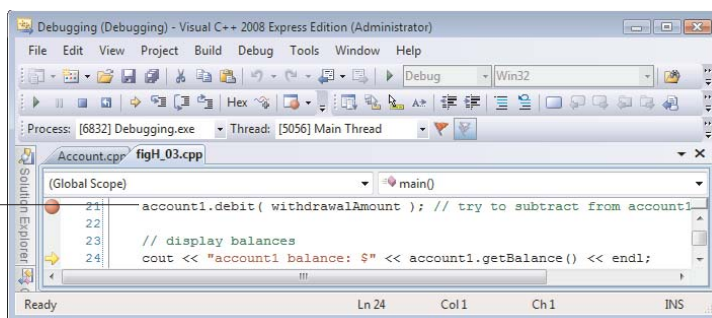 Debugging (Debugging) - Visual C++ 2008 Express Edition (Administrator)
File Edit View Project Build Debug Tools Window Help
Debug Win32
Hex
Process: [6832] Debugging.exe Thread: [5056] Main Thread
Account.cpp figH_03.cpp
Solution Explorer
(Global Scope) main()
21 account1.debit( withdrawalAmount ); // try to subtract from account1
22
23 // display balances
24 cout << "account1 balance: $" << account1.getBalance() << endl;
Ready Ln 24 Col 1 Ch 1 INS